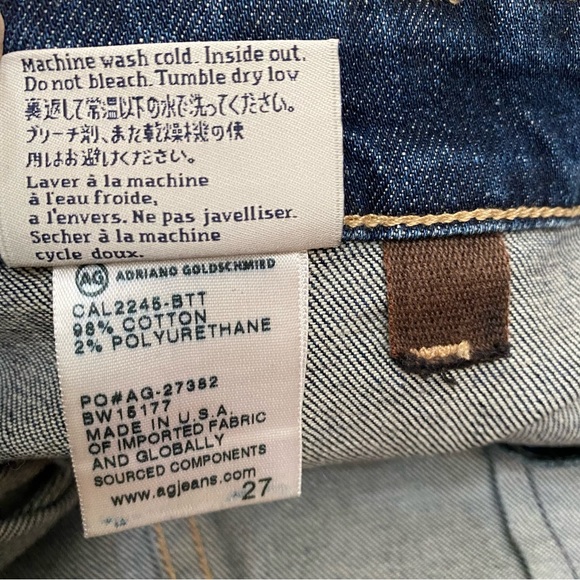 Machine wash cold. Inside out.
Do not bleach. Tumble dry low
裏返して常温以下の水で洗ってください。
ブリーチ剤、また乾燥機の使
用はお避けください。
Laver à la machine
à l'eau froide,
a l'envers. Ne pas javelliser.
Secher à la machine
cycle doux.
AG ADRIANO GOLDSCHMIED
CAL2245-BTT
98% COTTON
2% POLYURETHANE
PO#AG-27382
BW15177
MADE IN U.S.A.
OF IMPORTED FABRIC
AND GLOBALLY
SOURCED COMPONENTS
www.agjeans.com
27